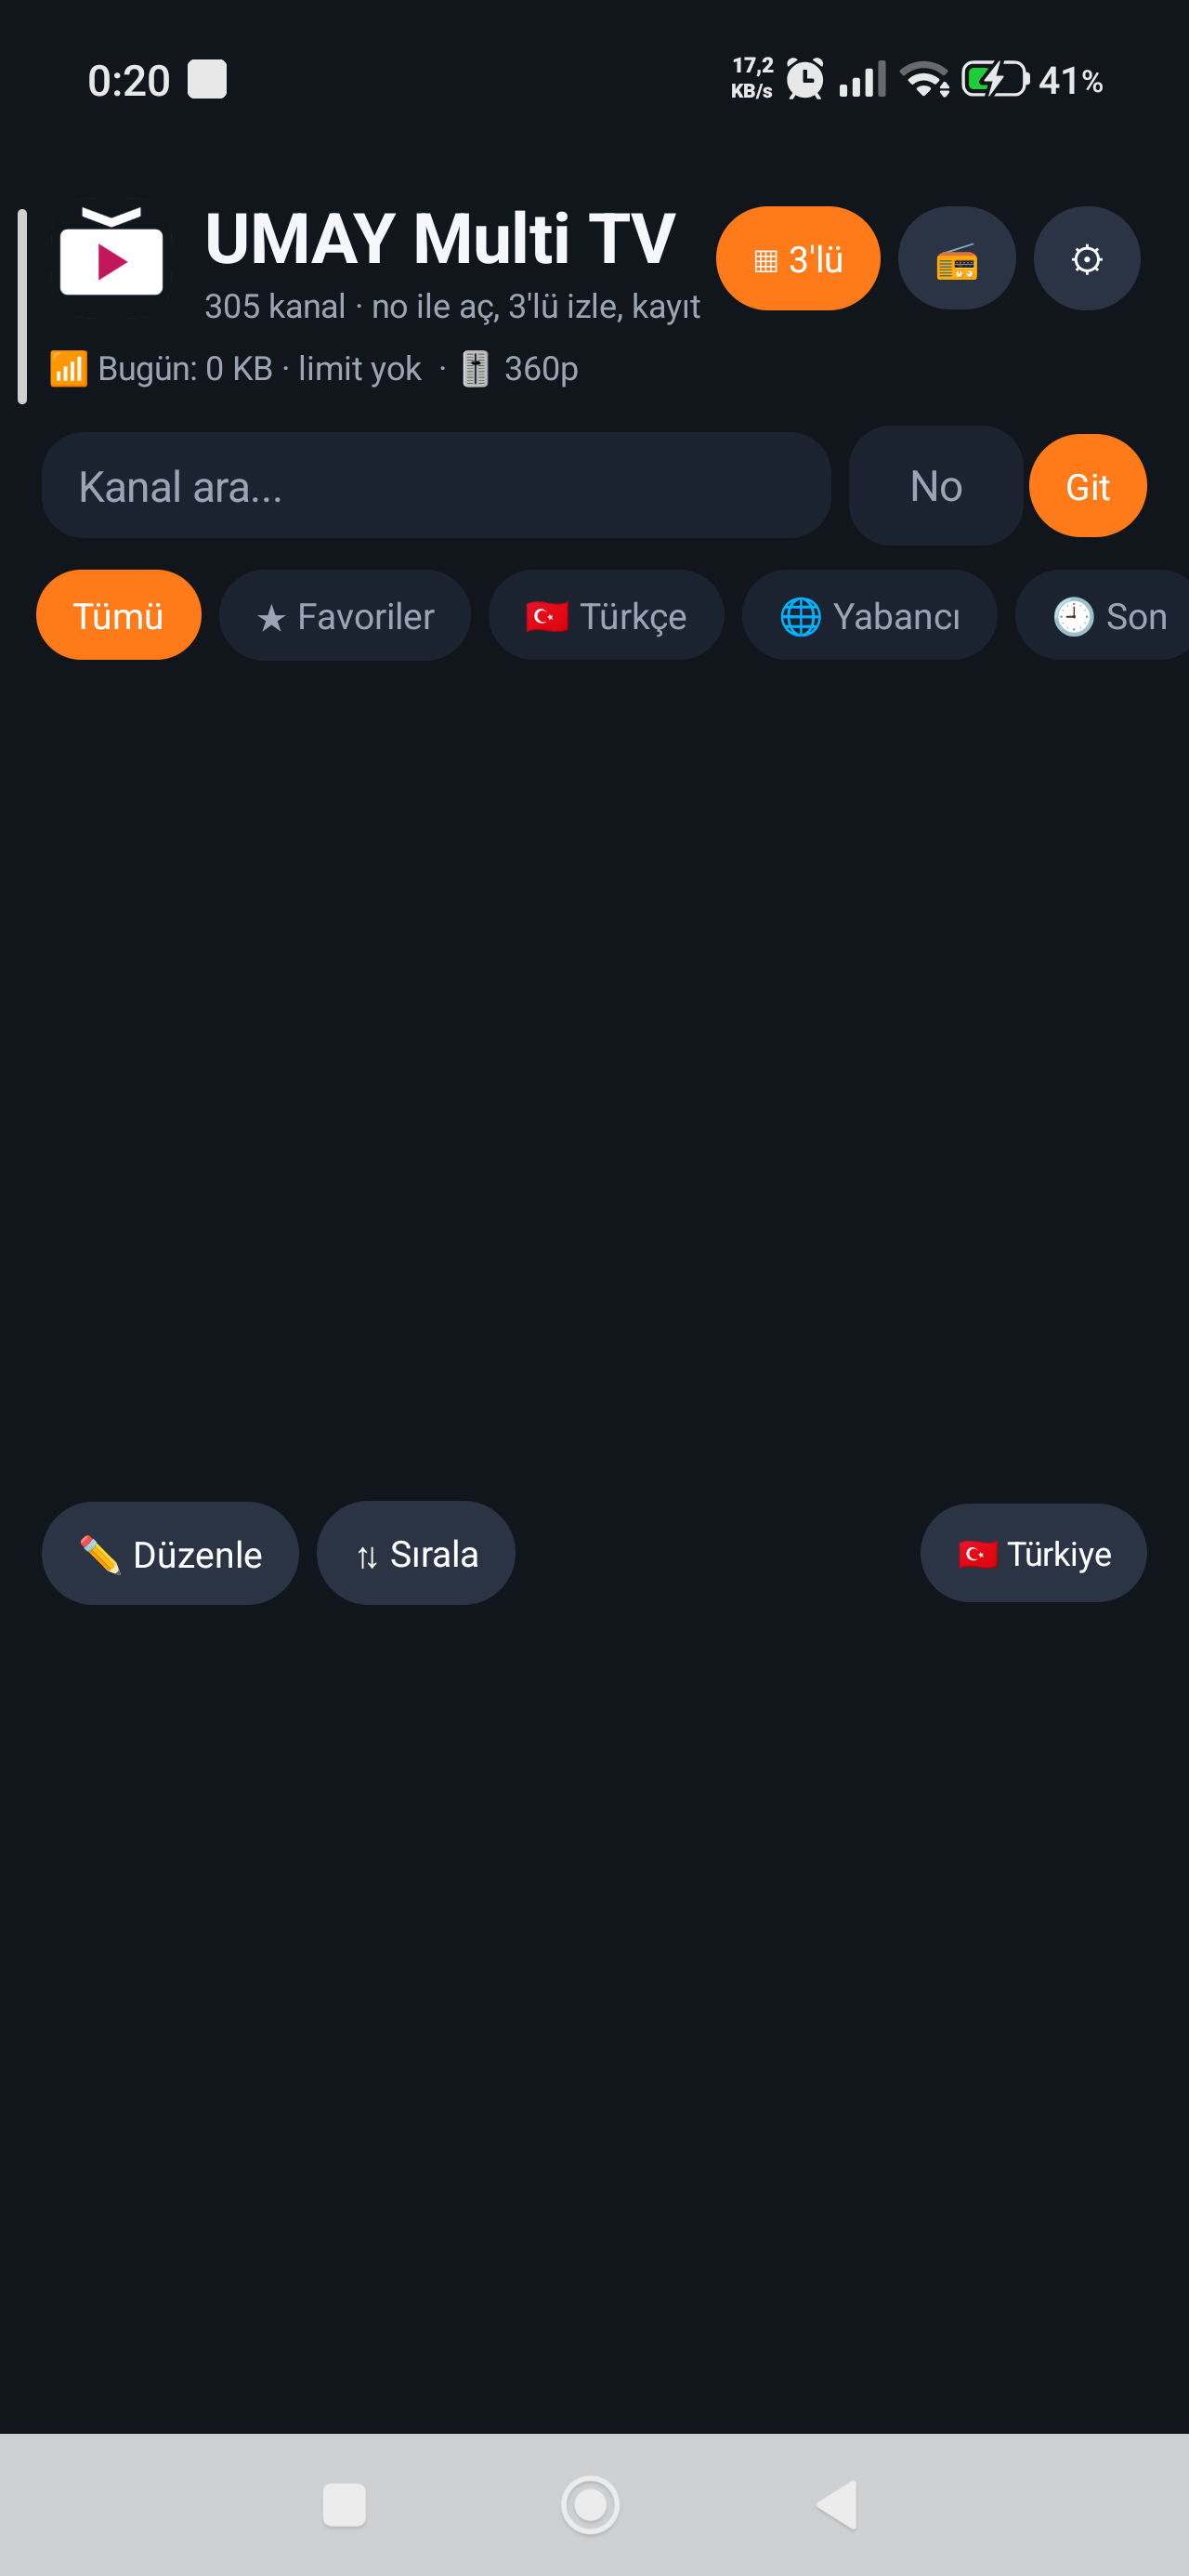 0:20
17,2 KB/s
41%
UMAY Multi TV
▦ 3'lü
305 kanal · no ile aç, 3'lü izle, kayıt
📶 Bugün: 0 KB · limit yok · 🎚 360p
Kanal ara...
No
Git
Tümü
★ Favoriler
🇹🇷 Türkçe
🌐 Yabancı
🕘 Son
✏️ Düzenle
⇅ Sırala
🇹🇷 Türkiye